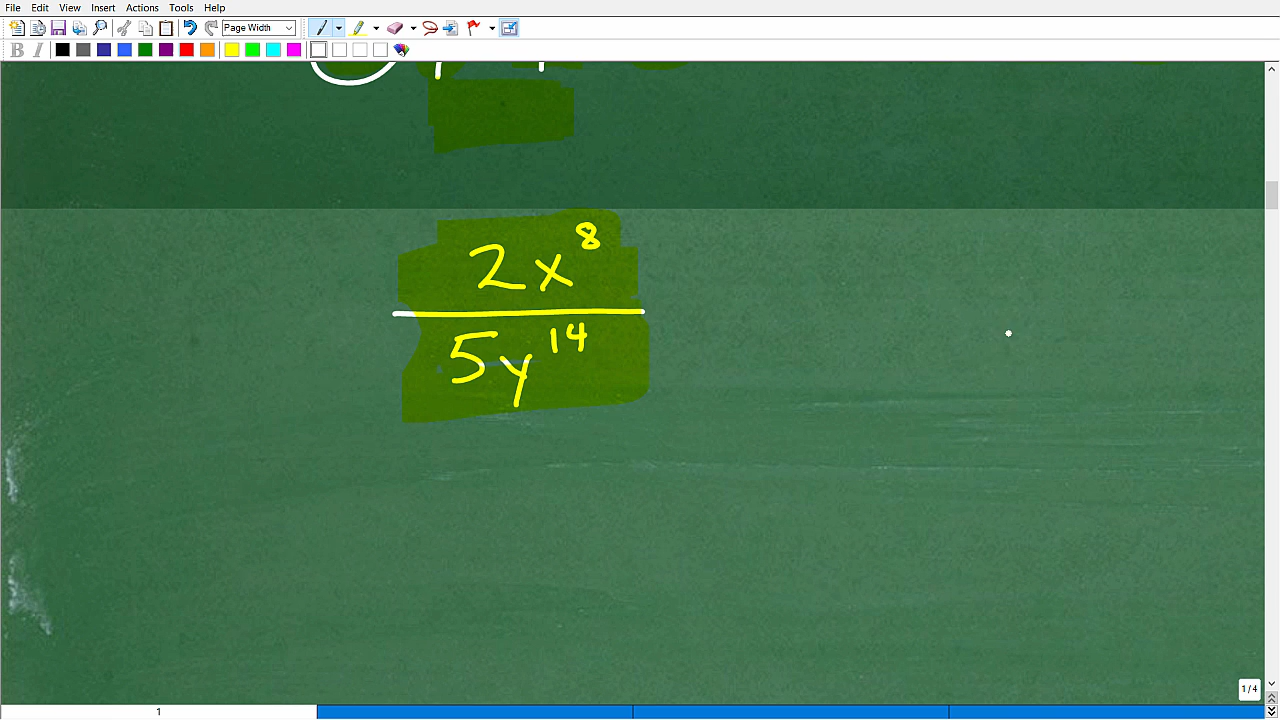 File Edit View Insert Actions Tools Help
Page Width
B I
2x⁸
5y¹⁴
1 / 4
1